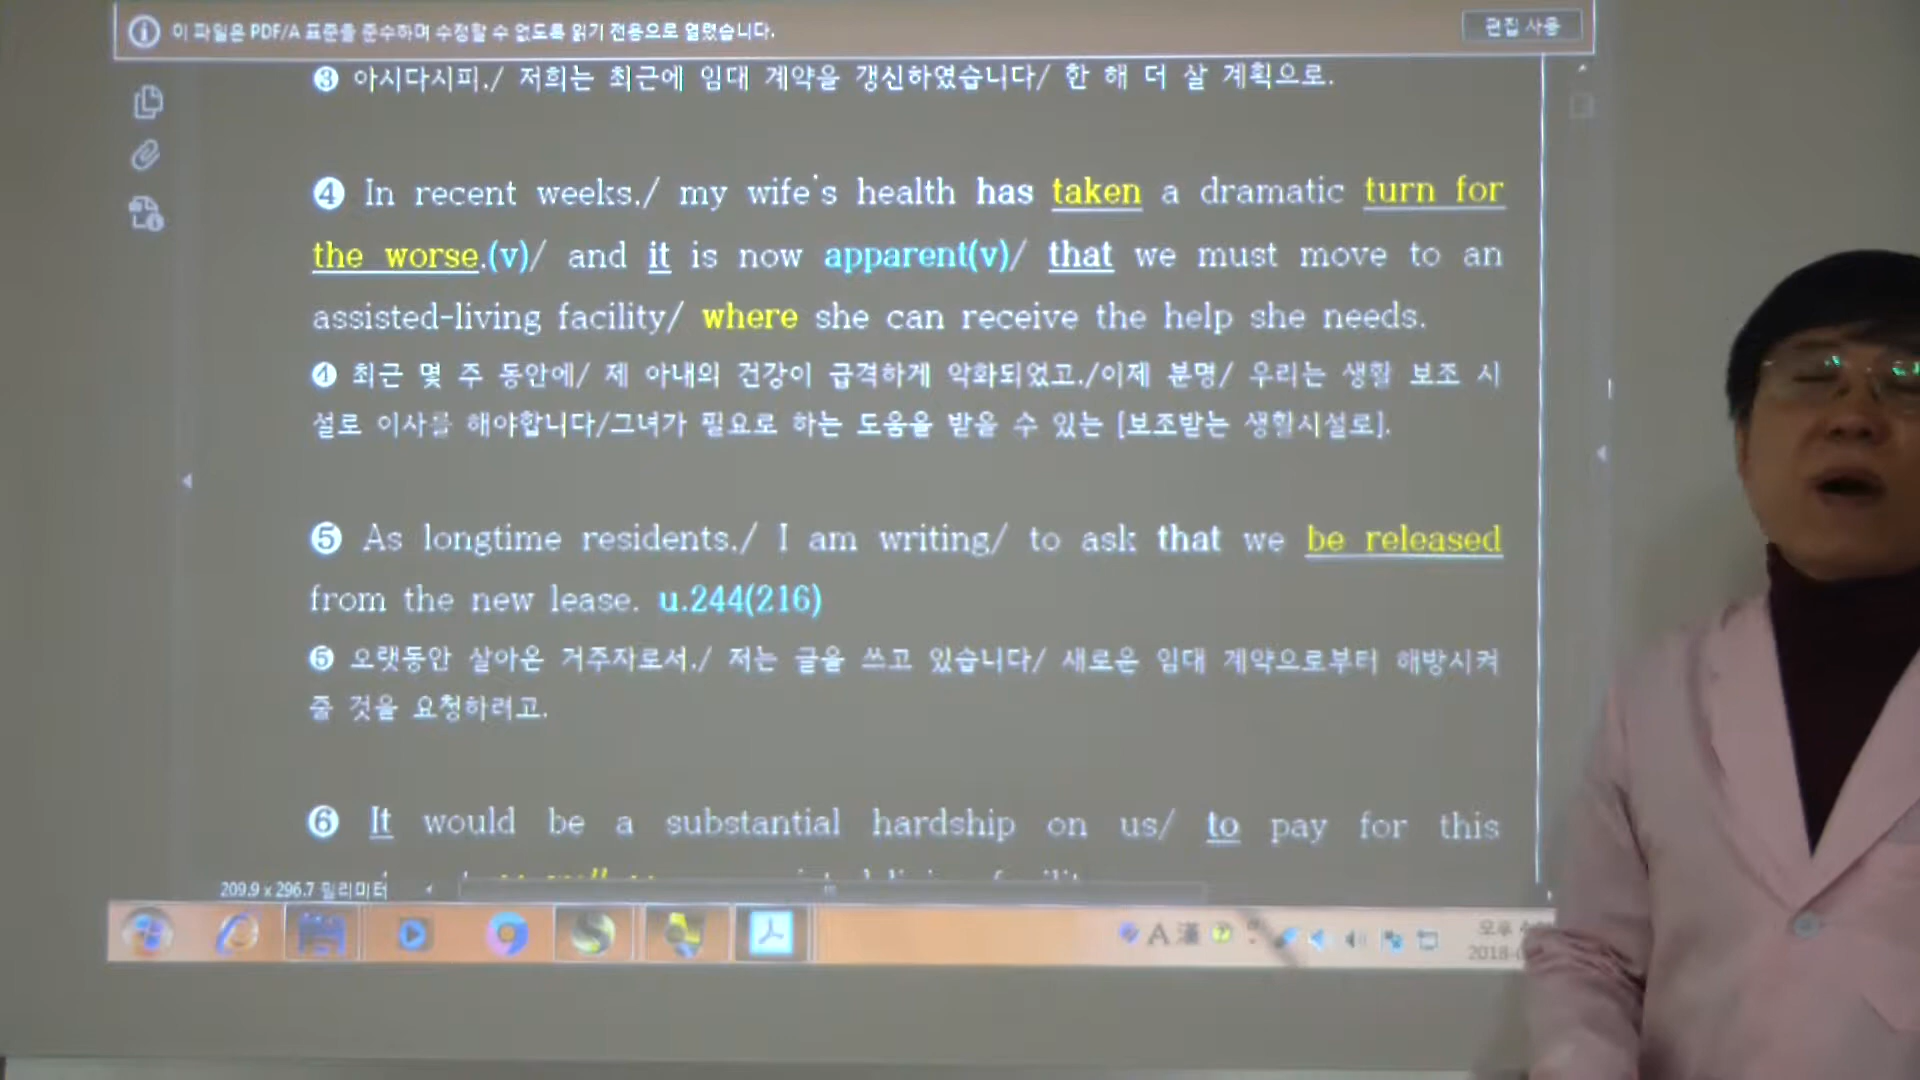 이 파일은 PDF/A 표준을 준수하며 수정할 수 없도록 읽기 전용으로 열렸습니다.
편집 사용
❸ 아시다시피./ 저희는 최근에 임대 계약을 갱신하였습니다/ 한 해 더 살 계획으로.
❹ In recent weeks./ my wife's health has taken a dramatic turn for
the worse.(v)/ and it is now apparent(v)/ that we must move to an
assisted-living facility/ where she can receive the help she needs.
❹ 최근 몇 주 동안에/ 제 아내의 건강이 급격하게 악화되었고./이제 분명/ 우리는 생활 보조 시
설로 이사를 해야합니다/그녀가 필요로 하는 도움을 받을 수 있는 [보조받는 생활시설로].
❺ As longtime residents./ I am writing/ to ask that we be released
from the new lease. u.244(216)
❺ 오랫동안 살아온 거주자로서./ 저는 글을 쓰고 있습니다/ 새로운 임대 계약으로부터 해방시켜
줄 것을 요청하려고.
❻ It would be a substantial hardship on us/ to pay for this
209.9 x 296.7 밀리미터
A 漢
오후
2018-